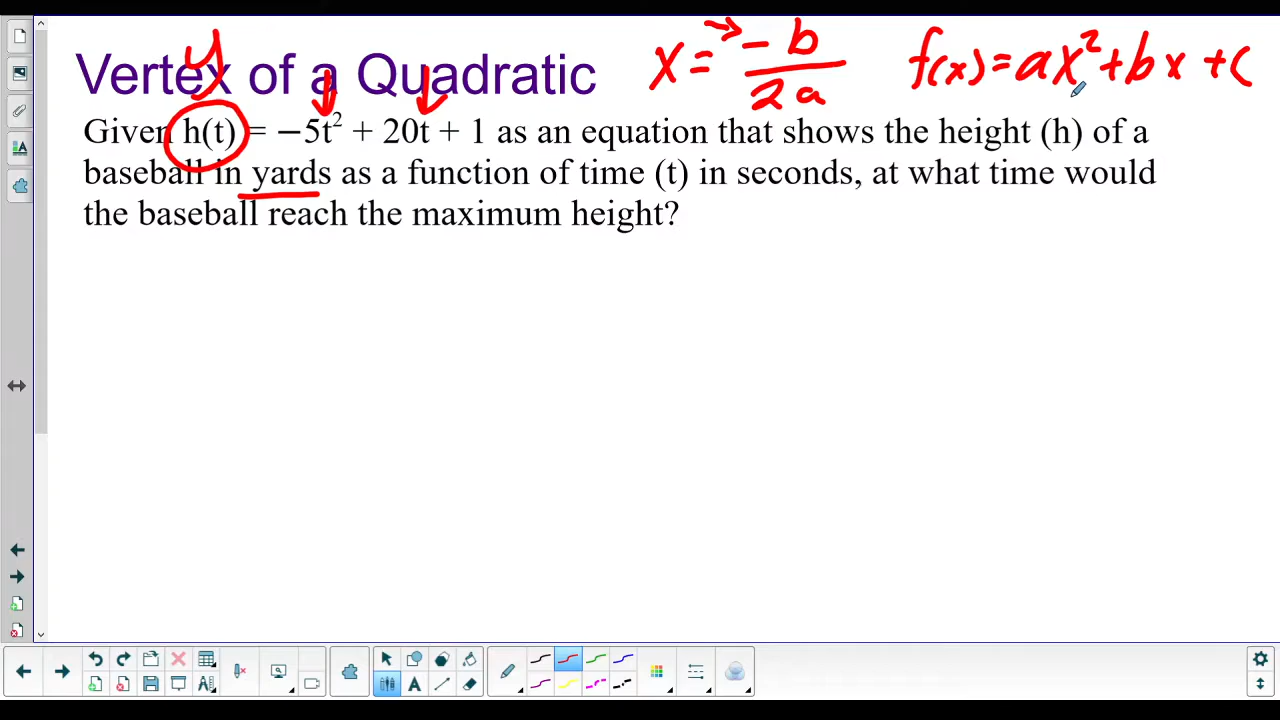 Vertex of a Quadratic
y
x = -b/2a
f(x) = ax² + bx + c
Given h(t) = −5t² + 20t + 1 as an equation that shows the height (h) of a
baseball in yards as a function of time (t) in seconds, at what time would
the baseball reach the maximum height?